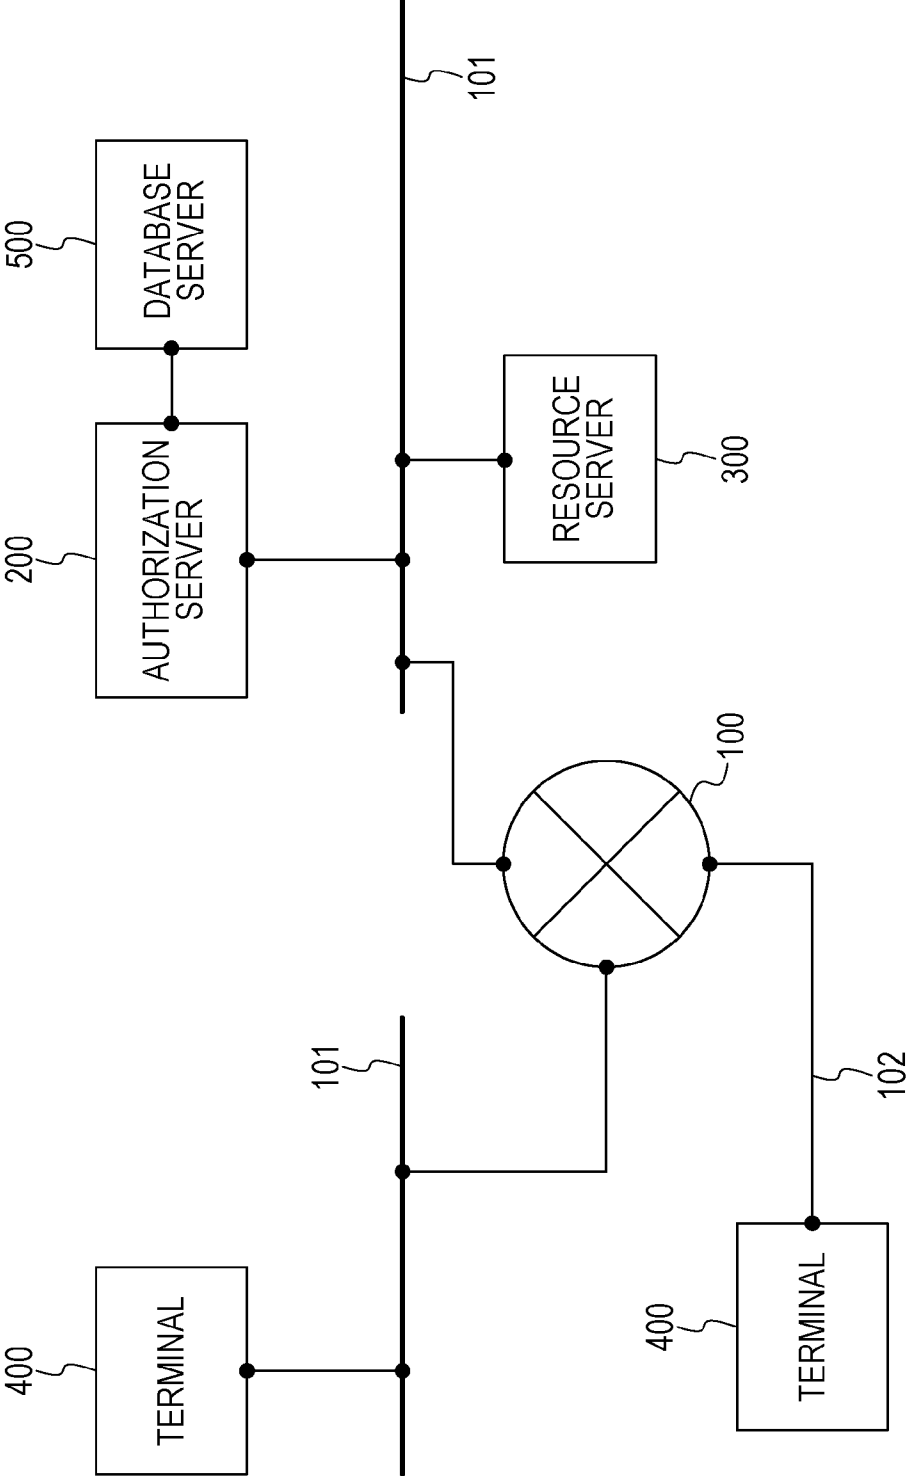 400
TERMINAL
101
200
AUTHORIZATION
SERVER
500
DATABASE
SERVER
101
RESOURCE
SERVER
300
100
400
TERMINAL
102